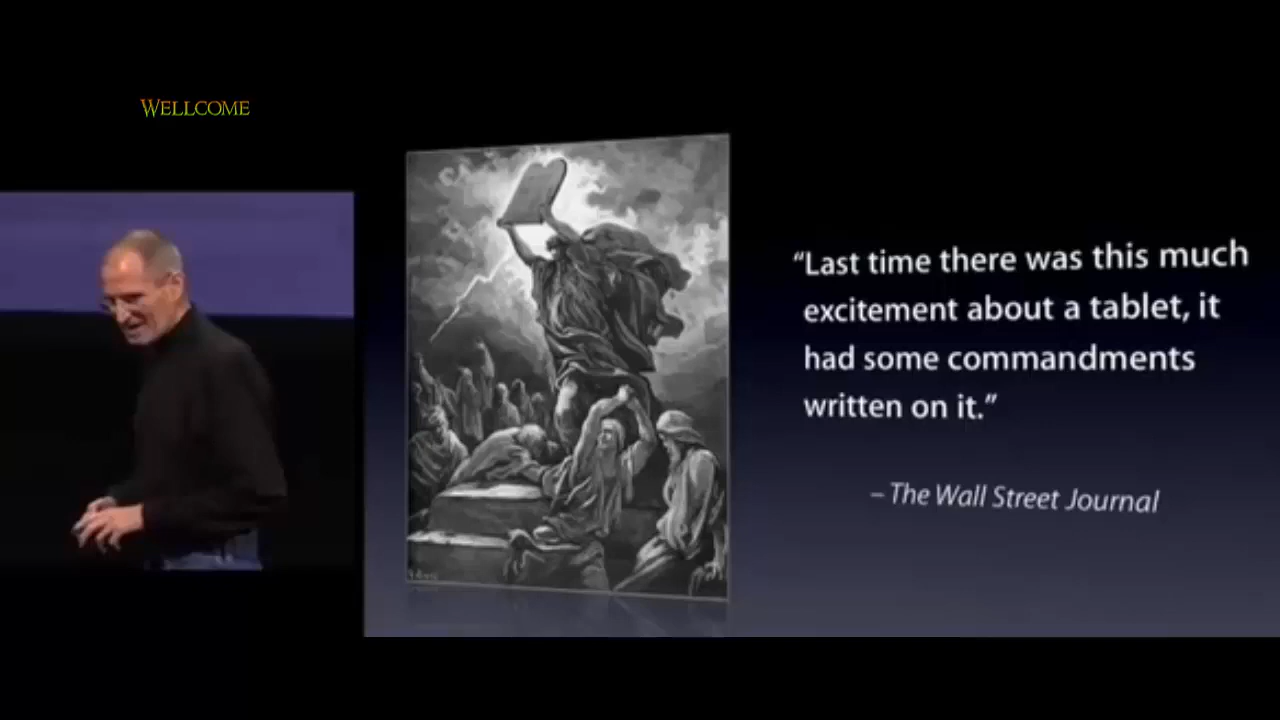 WELLCOME
“Last time there was this much
excitement about a tablet, it
had some commandments
written on it.”
– The Wall Street Journal